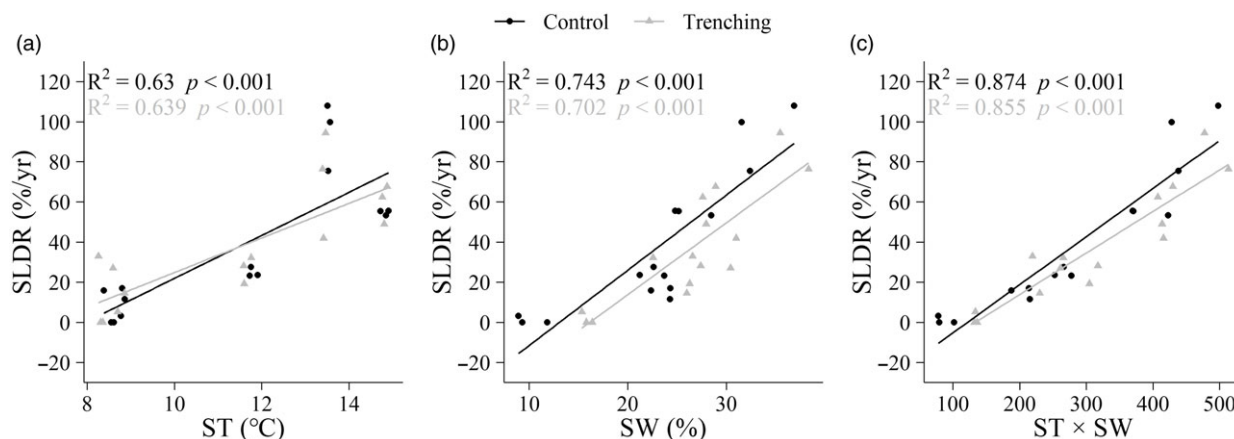 Control Trenching
(a) (b) (c)
R² = 0.63 p < 0.001
R² = 0.639 p < 0.001
R² = 0.743 p < 0.001
R² = 0.702 p < 0.001
R² = 0.874 p < 0.001
R² = 0.855 p < 0.001
SLDR (%/yr)
120
100
80
60
40
20
0
−20
8 10 12 14
ST (℃)
SLDR (%/yr)
120
100
80
60
40
20
0
−20
10 20 30
SW (%)
SLDR (%/yr)
120
100
80
60
40
20
0
−20
100 200 300 400 500
ST × SW